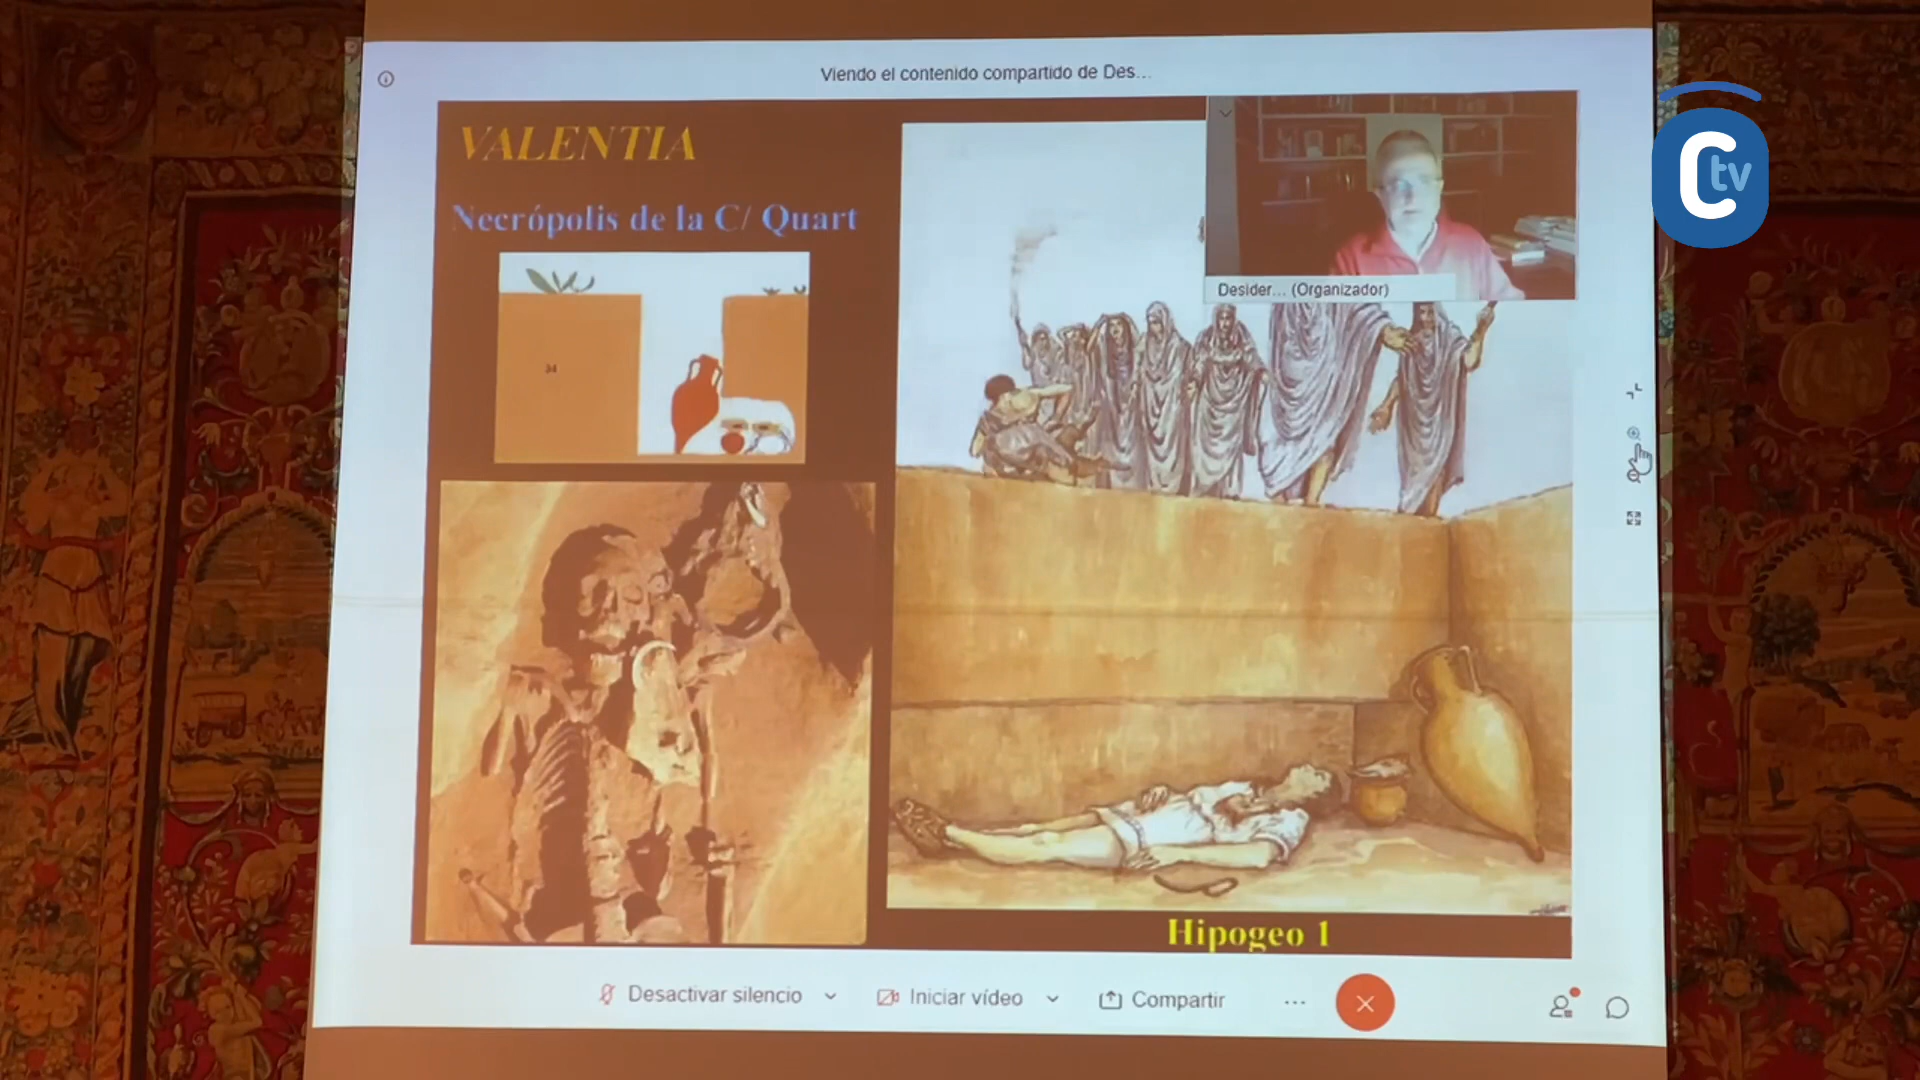 Viendo el contenido compartido de Des...
VALENTIA
Necrópolis de la C/ Quart
34
Desider... (Organizador)
Hipogeo 1
Desactivar silencio
Iniciar vídeo
Compartir
Ctv